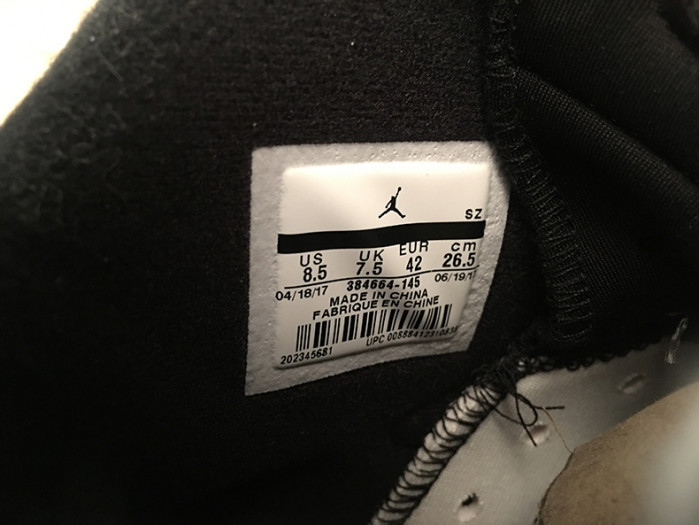 SZ
US UK EUR cm
8.5 7.5 42 26.5
384664-145
04/18/17 06/19/17
MADE IN CHINA
FABRIQUE EN CHINE
202345681 UPC